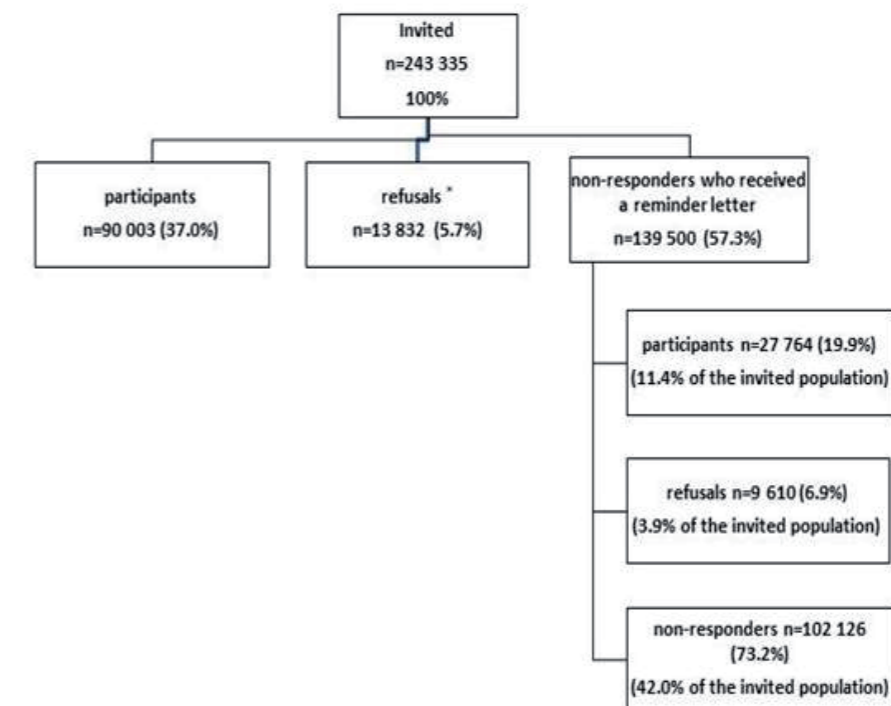 Invited
n=243 335
100%
participants
n=90 003 (37.0%)
refusals *
n=13 832 (5.7%)
non-responders who received
a reminder letter
n=139 500 (57.3%)
participants n=27 764 (19.9%)
(11.4% of the invited population)
refusals n=9 610 (6.9%)
(3.9% of the invited population)
non-responders n=102 126
(73.2%)
(42.0% of the invited population)